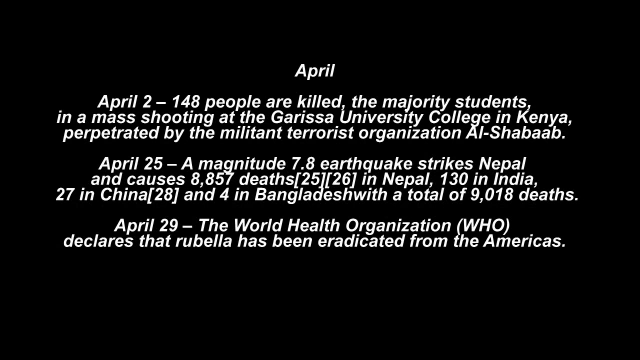 April
April 2 – 148 people are killed, the majority students,
in a mass shooting at the Garissa University College in Kenya,
perpetrated by the militant terrorist organization Al-Shabaab.
April 25 – A magnitude 7.8 earthquake strikes Nepal
and causes 8,857 deaths[25][26] in Nepal, 130 in India,
27 in China[28] and 4 in Bangladeshwith a total of 9,018 deaths.
April 29 – The World Health Organization (WHO)
declares that rubella has been eradicated from the Americas.